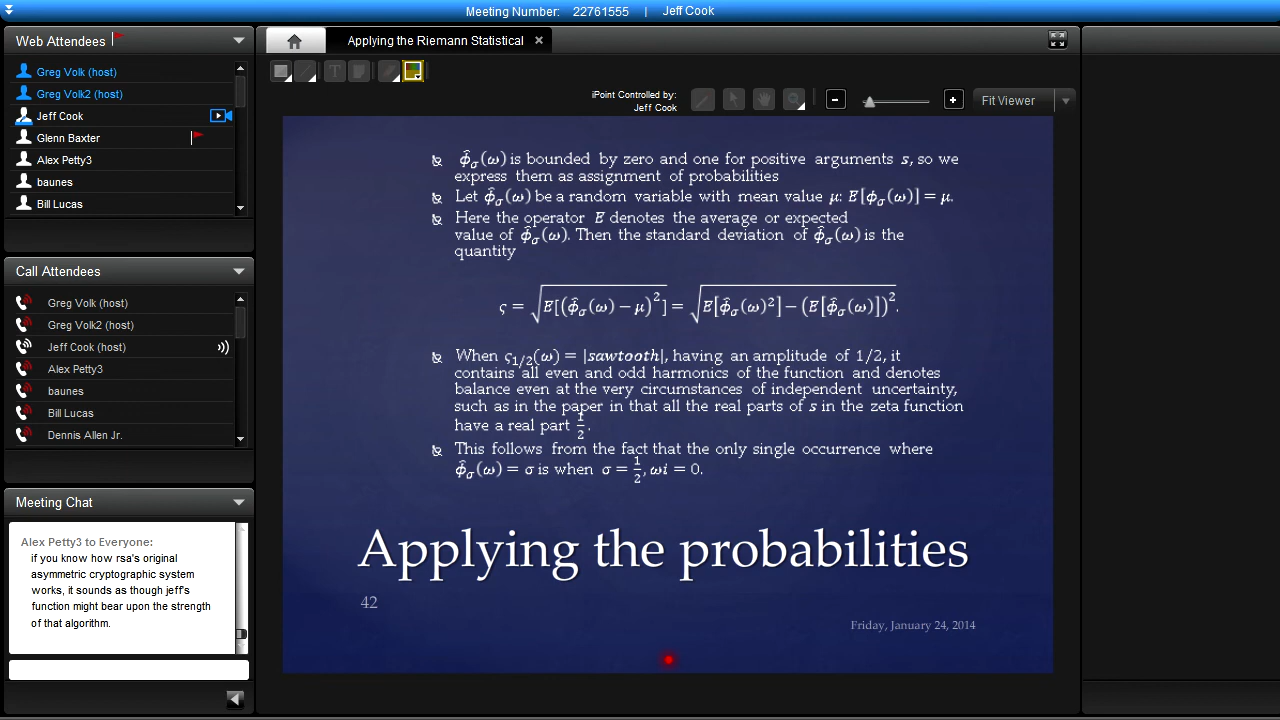 Meeting Number: 22761555 | Jeff Cook
Web Attendees
Greg Volk (host)
Greg Volk2 (host)
Jeff Cook
Glenn Baxter
Alex Petty3
baunes
Bill Lucas
Call Attendees
Greg Volk (host)
Greg Volk2 (host)
Jeff Cook (host)
Alex Petty3
baunes
Bill Lucas
Dennis Allen Jr.
Meeting Chat
Alex Petty3 to Everyone:
if you know how rsa's original
asymmetric cryptographic system
works, it sounds as though jeff's
function might bear upon the strength
of that algorithm.
Applying the Riemann Statistical
T
iPoint Controlled by:
Jeff Cook
Fit Viewer
ϕ̂σ(ω) is bounded by zero and one for positive arguments s, so we
express them as assignment of probabilities
Let ϕ̂σ(ω) be a random variable with mean value μ: E[ϕσ(ω)] = μ.
Here the operator E denotes the average or expected
value of ϕ̂σ(ω). Then the standard deviation of ϕ̂σ(ω) is the
quantity
ς = √E[(ϕ̂σ(ω) − μ)²] = √E[ϕ̂σ(ω)²] − (E[ϕ̂σ(ω)])².
When ς1/2(ω) = |sawtooth|, having an amplitude of 1/2, it
contains all even and odd harmonics of the function and denotes
balance even at the very circumstances of independent uncertainty,
such as in the paper in that all the real parts of s in the zeta function
have a real part 1/2.
This follows from the fact that the only single occurrence where
ϕ̂σ(ω) = σ is when σ = 1/2, ωi = 0.
Applying the probabilities
42
Friday, January 24, 2014